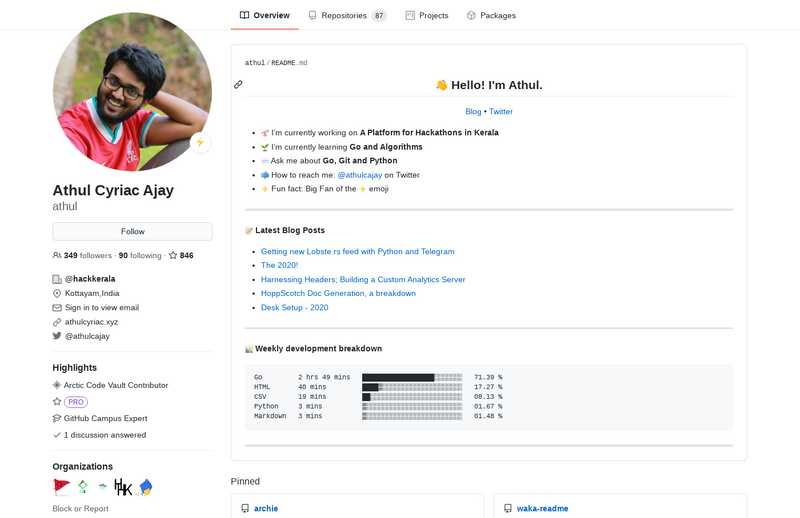 Overview
Repositories 87
Projects
Packages
Athul Cyriac Ajay
athul
Follow
349 followers · 90 following · 846
@hackkerala
Kottayam,India
Sign in to view email
athulcyriac.xyz
@athulcajay
Highlights
Arctic Code Vault Contributor
PRO
GitHub Campus Expert
1 discussion answered
Organizations
Block or Report
athul/README.md
Hello! I'm Athul.
Blog • Twitter
• I'm currently working on A Platform for Hackathons in Kerala
• I'm currently learning Go and Algorithms
• Ask me about Go, Git and Python
• How to reach me: @athulcajay on Twitter
• Fun fact: Big Fan of the ⚡ emoji
Latest Blog Posts
• Getting new Lobste.rs feed with Python and Telegram
• The 2020!
• Harnessing Headers; Building a Custom Analytics Server
• HoppScotch Doc Generation, a breakdown
• Desk Setup - 2020
Weekly development breakdown
Go 2 hrs 49 mins 71.39 %
HTML 40 mins 17.27 %
CSV 19 mins 08.13 %
Python 3 mins 01.67 %
Markdown 3 mins 01.48 %
Pinned
archie
waka-readme